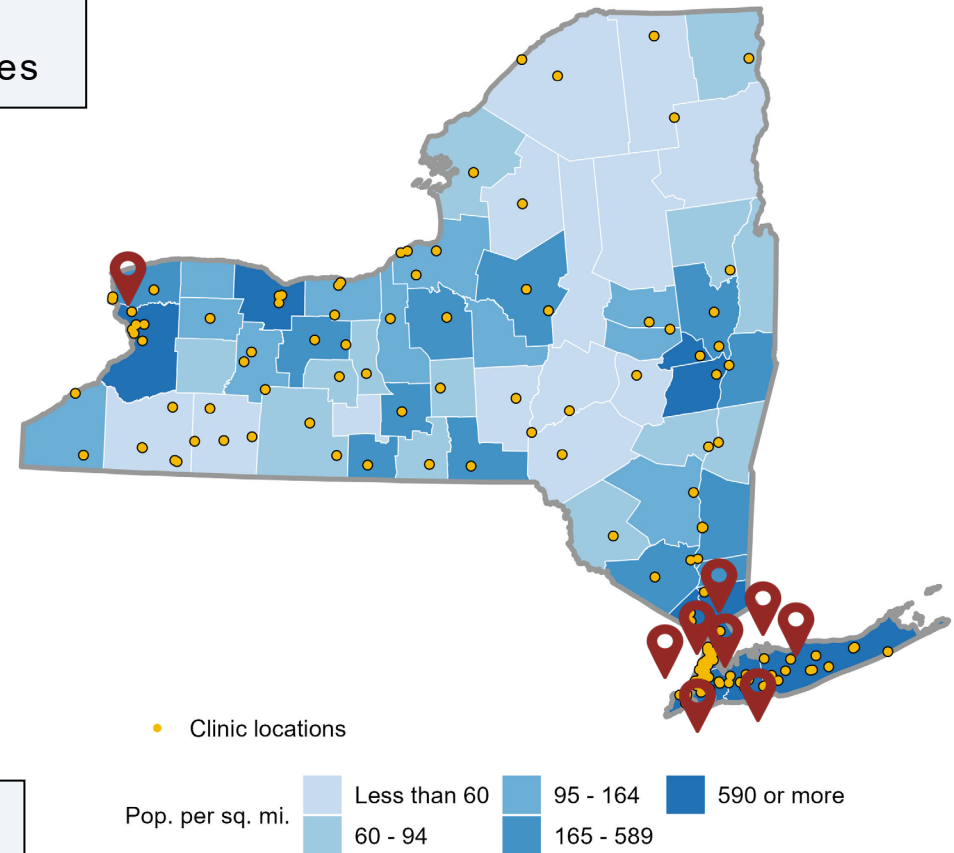 es
Clinic locations
Pop. per sq. mi.
Less than 60
60 - 94
95 - 164
165 - 589
590 or more